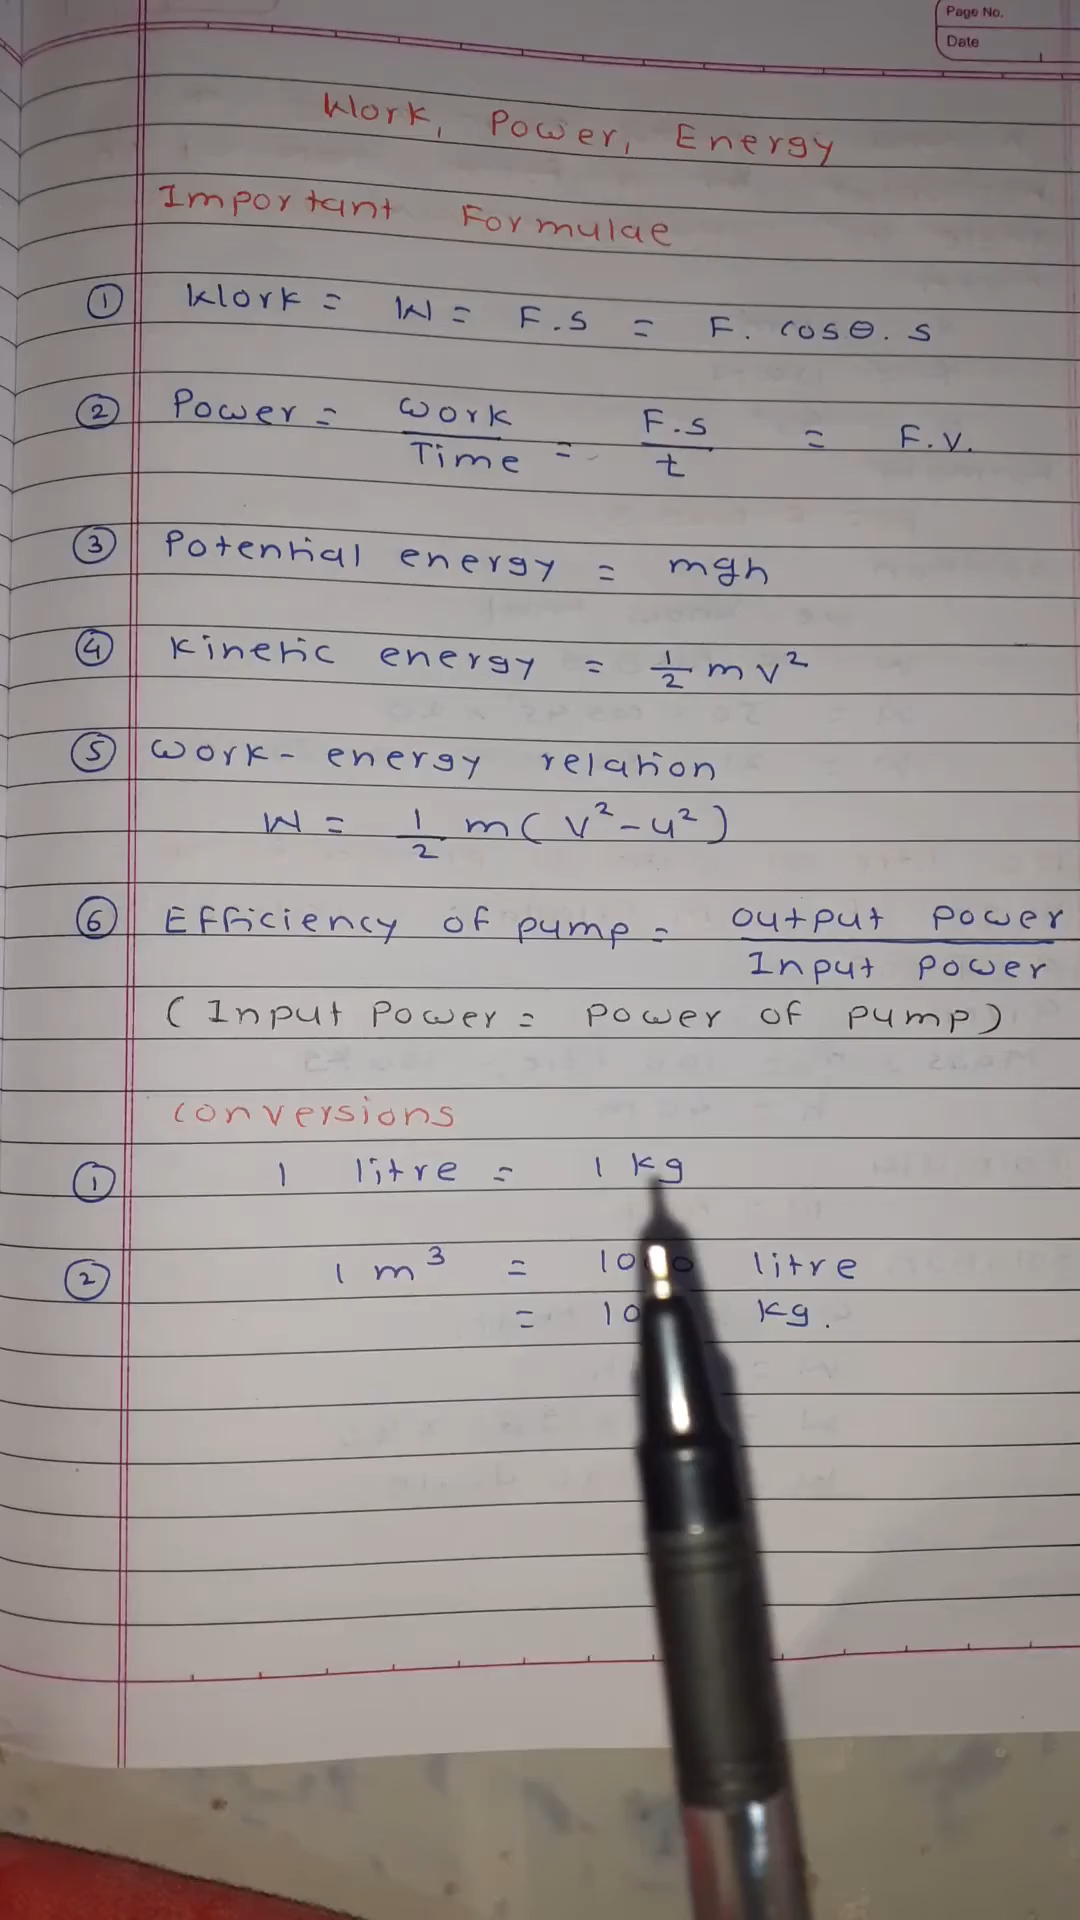 Page No.
Date
Work, Power, Energy
Important Formulae
① Work = W = F.S = F. cosθ. s
② Power = Work / Time = F.s / t = F.V.
③ Potential energy = mgh
④ Kinetic energy = 1/2 mv²
⑤ Work-energy relation
W = 1/2 m(v²-u²)
⑥ Efficiency of pump = Output power / Input power
(Input Power = power of pump)
Conversions
① 1 litre = 1 kg
② 1 m³ = 1000 litre
= kg.